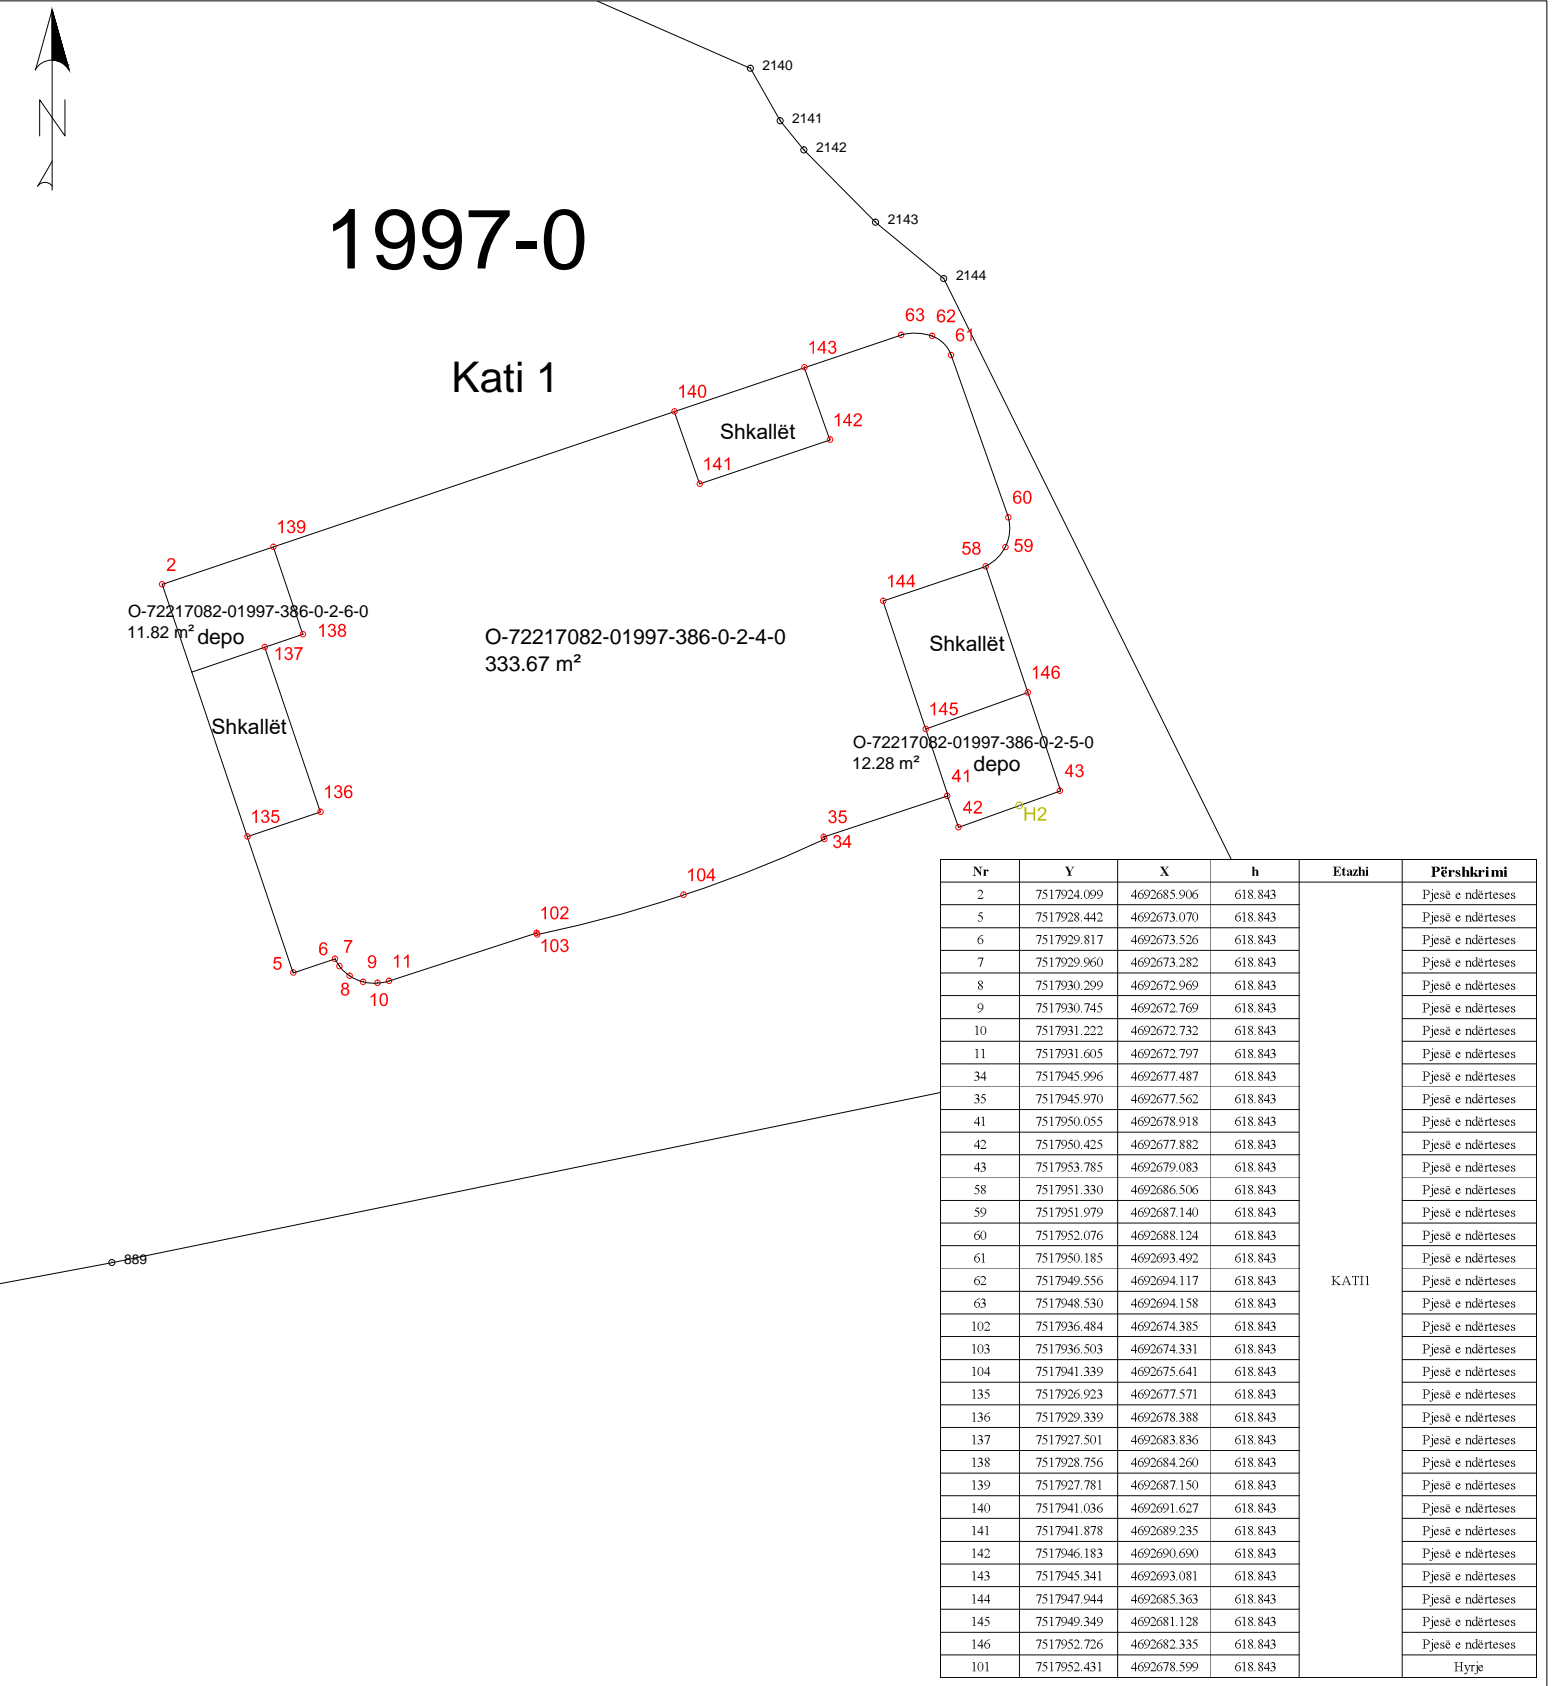 N
2140
2141
2142
2143
2144
1997-0
Kati 1
63
62
61
143
140
142
Shkallët
141
60
139
59
58
2
144
O-72217082-01997-386-0-2-6-0
11.82 m² depo
138
137
O-72217082-01997-386-0-2-4-0
333.67 m²
Shkallët
146
145
Shkallët
O-72217082-01997-386-0-2-5-0
12.28 m² depo
41
43
136
135
42
H2
35
34
104
102
103
6
7
5
8
9
11
10
889
Nr Y X h Etazhi Përshkrimi
2 7517924.099 4692685.906 618.843 Pjesë e ndërteses
5 7517928.442 4692673.070 618.843 Pjesë e ndërteses
6 7517929.817 4692673.526 618.843 Pjesë e ndërteses
7 7517929.960 4692673.282 618.843 Pjesë e ndërteses
8 7517930.299 4692672.969 618.843 Pjesë e ndërteses
9 7517930.745 4692672.769 618.843 Pjesë e ndërteses
10 7517931.222 4692672.732 618.843 Pjesë e ndërteses
11 7517931.605 4692672.797 618.843 Pjesë e ndërteses
34 7517945.996 4692677.487 618.843 Pjesë e ndërteses
35 7517945.970 4692677.562 618.843 Pjesë e ndërteses
41 7517950.055 4692678.918 618.843 Pjesë e ndërteses
42 7517950.425 4692677.882 618.843 Pjesë e ndërteses
43 7517953.785 4692679.083 618.843 Pjesë e ndërteses
58 7517951.330 4692686.506 618.843 Pjesë e ndërteses
59 7517951.979 4692687.140 618.843 Pjesë e ndërteses
60 7517952.076 4692688.124 618.843 Pjesë e ndërteses
61 7517950.185 4692693.492 618.843 Pjesë e ndërteses
62 7517949.556 4692694.117 618.843 KATI1 Pjesë e ndërteses
63 7517948.530 4692694.158 618.843 Pjesë e ndërteses
102 7517936.484 4692674.385 618.843 Pjesë e ndërteses
103 7517936.503 4692674.331 618.843 Pjesë e ndërteses
104 7517941.339 4692675.641 618.843 Pjesë e ndërteses
135 7517926.923 4692677.571 618.843 Pjesë e ndërteses
136 7517929.339 4692678.388 618.843 Pjesë e ndërteses
137 7517927.501 4692683.836 618.843 Pjesë e ndërteses
138 7517928.756 4692684.260 618.843 Pjesë e ndërteses
139 7517927.781 4692687.150 618.843 Pjesë e ndërteses
140 7517941.036 4692691.627 618.843 Pjesë e ndërteses
141 7517941.878 4692689.235 618.843 Pjesë e ndërteses
142 7517946.183 4692690.690 618.843 Pjesë e ndërteses
143 7517945.341 4692693.081 618.843 Pjesë e ndërteses
144 7517947.944 4692685.363 618.843 Pjesë e ndërteses
145 7517949.349 4692681.128 618.843 Pjesë e ndërteses
146 7517952.726 4692682.335 618.843 Pjesë e ndërteses
101 7517952.431 4692678.599 618.843 Hyrje